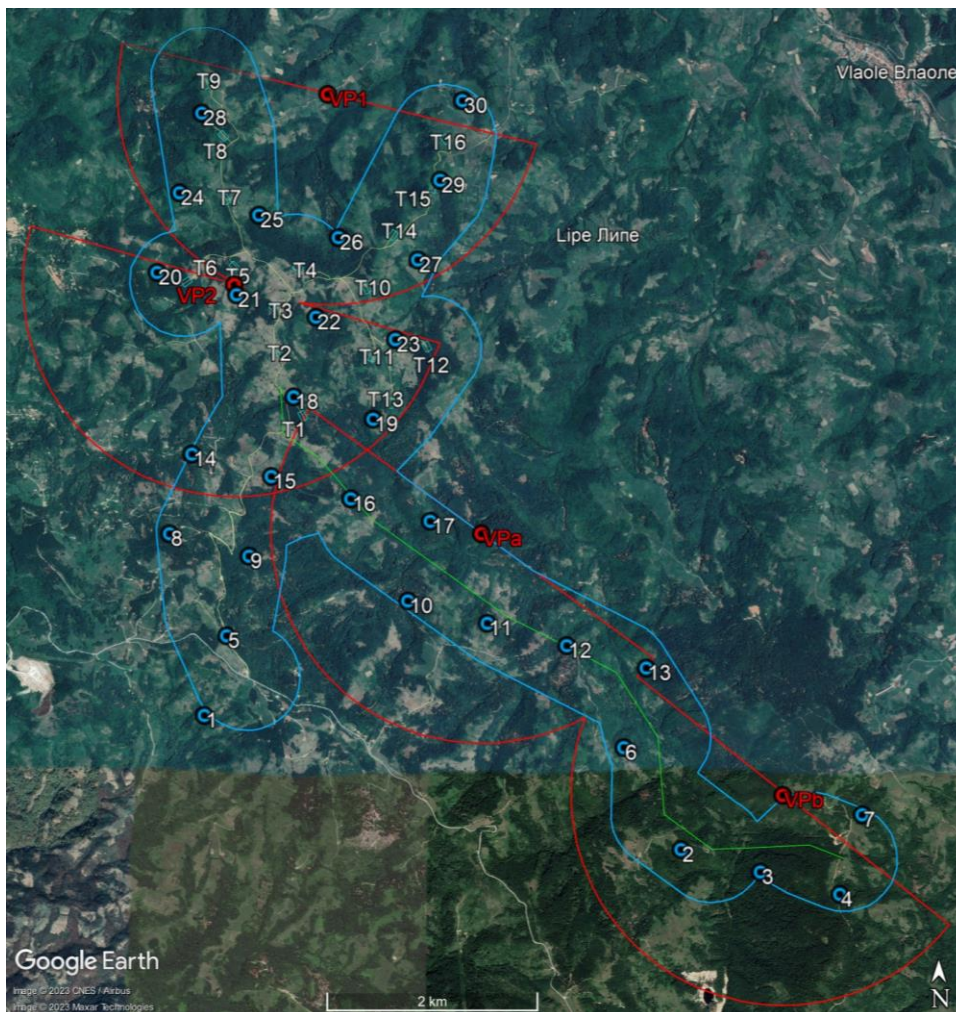 Vlaole Влаоле
T9
VP1
30
28
T16
T8
29
24
T7
T15
25
26
T14
Lipe Липе
27
20
T6
T5
T4
VP2
21
T10
T3
22
23
T2
T11
T12
18
T13
19
T1
14
15
16
17
8
VPa
9
10
11
5
12
13
1
6
VPb
7
2
3
4
Google Earth
Image © 2023 CNES / Airbus
Image © 2023 Maxar Technologies
2 km
N